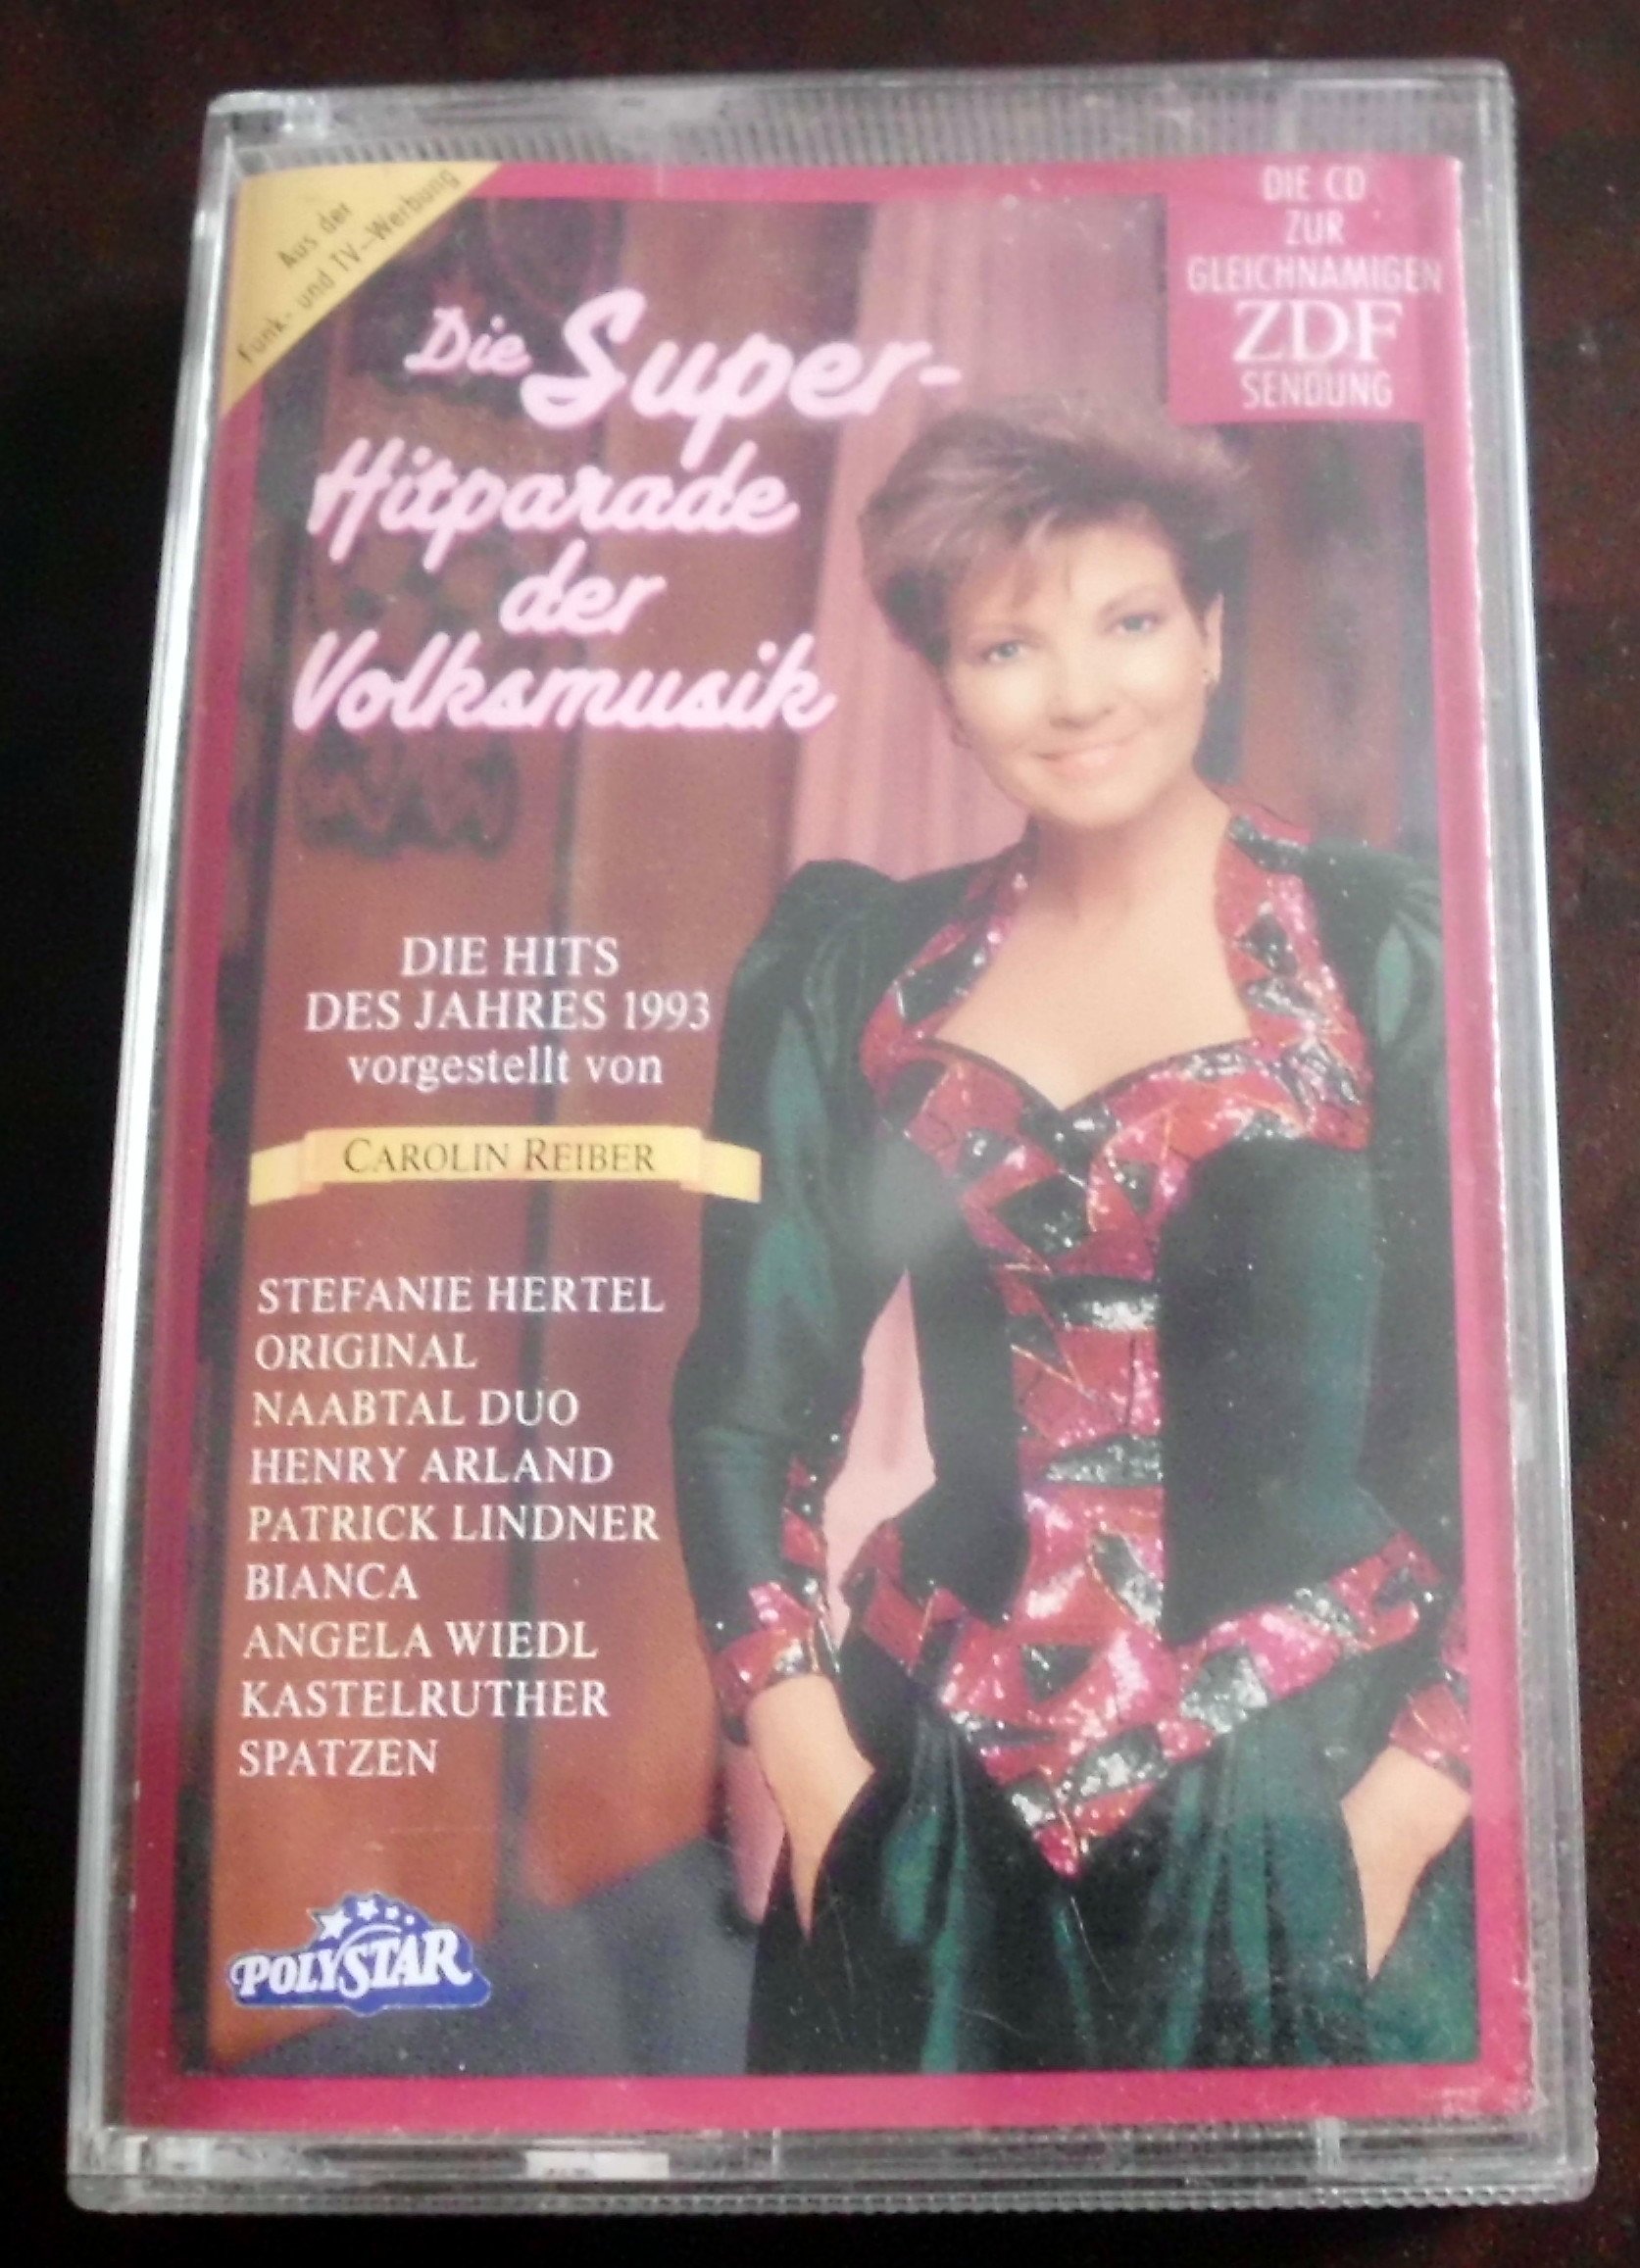 Aus der
Funk- und TV-Werbung
DIE CD
ZUR
GLEICHNAMIGEN
ZDF
SENDUNG
Die Super-
Hitparade
der
Volksmusik
DIE HITS
DES JAHRES 1993
vorgestellt von
CAROLIN REIBER
STEFANIE HERTEL
ORIGINAL
NAABTAL DUO
HENRY ARLAND
PATRICK LINDNER
BIANCA
ANGELA WIEDL
KASTELRUTHER
SPATZEN
POLYSTAR